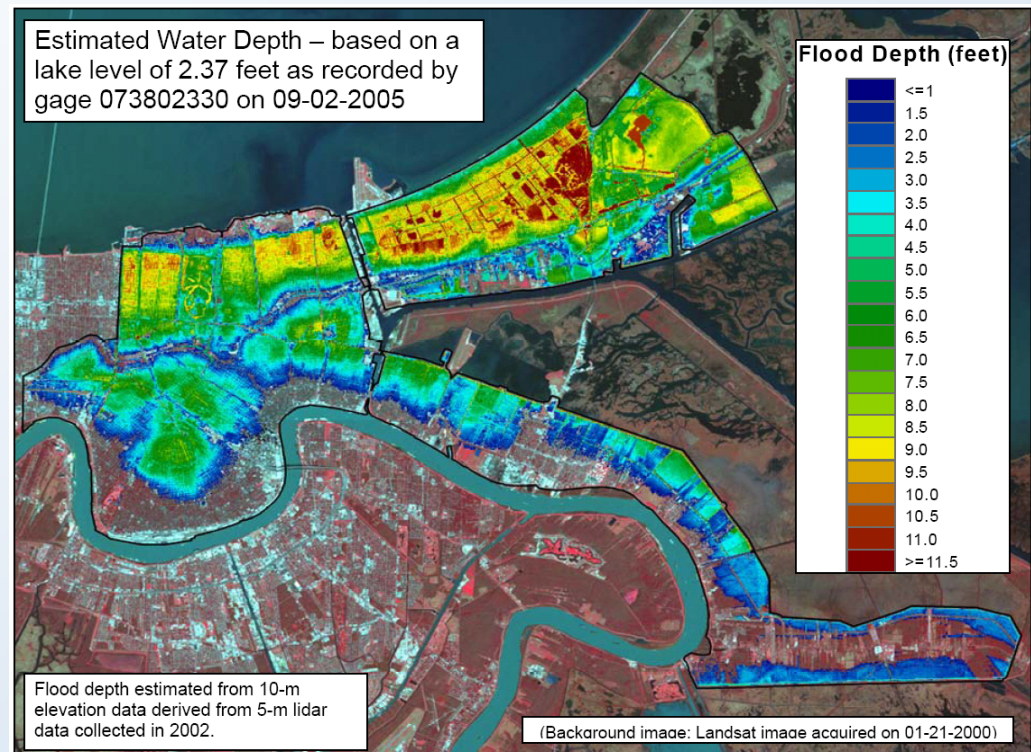 Estimated Water Depth – based on a
lake level of 2.37 feet as recorded by
gage 073802330 on 09-02-2005
Flood Depth (feet)
<=1
1.5
2.0
2.5
3.0
3.5
4.0
4.5
5.0
5.5
6.0
6.5
7.0
7.5
8.0
8.5
9.0
9.5
10.0
10.5
11.0
>=11.5
Flood depth estimated from 10-m
elevation data derived from 5-m lidar
data collected in 2002.
(Background image: Landsat image acquired on 01-21-2000)